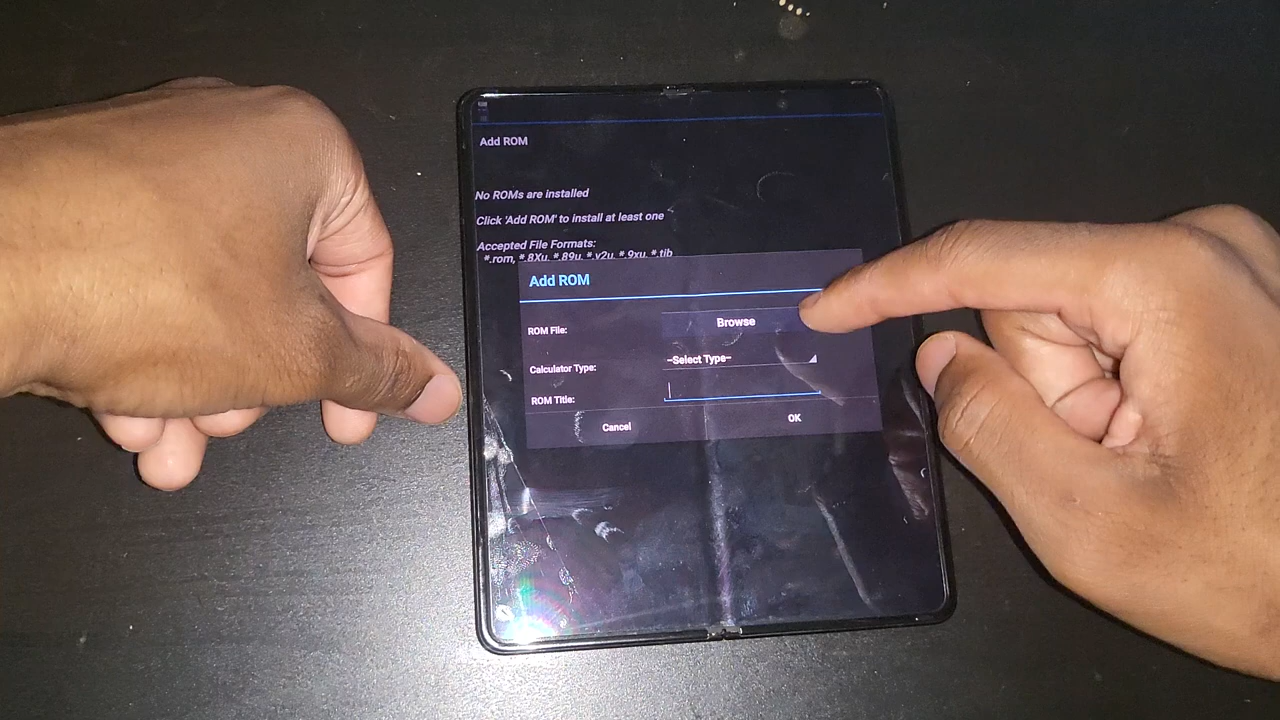 Add ROM
No ROMs are installed
Click 'Add ROM' to install at least one
Accepted File Formats:
*.rom, *.8Xu, *.89u, *.v2u, *.9xu, *.tib
Add ROM
ROM File: Browse
Calculator Type: --Select Type--
ROM Title:
Cancel OK